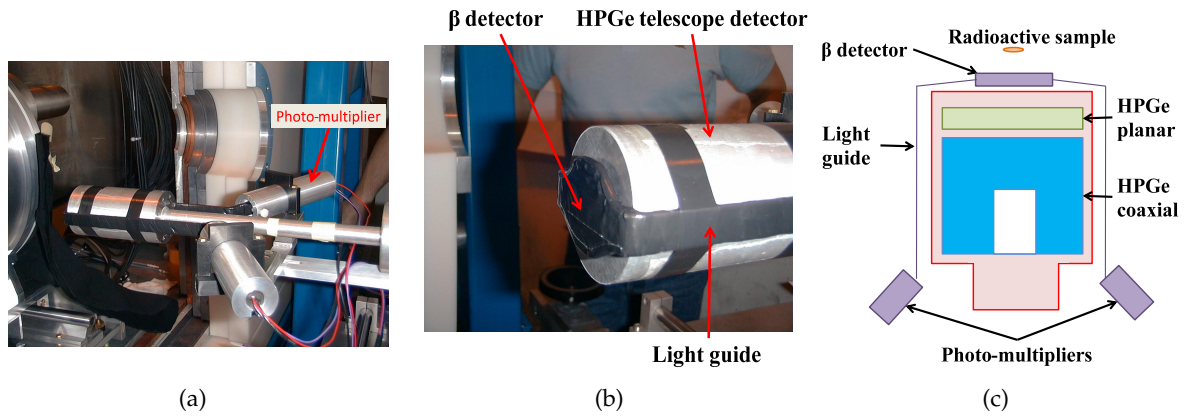 Photo-multiplier
(a)
β detector
HPGe telescope detector
Light guide
(b)
Radioactive sample
β detector
HPGe
planar
Light
guide
HPGe
coaxial
Photo-multipliers
(c)